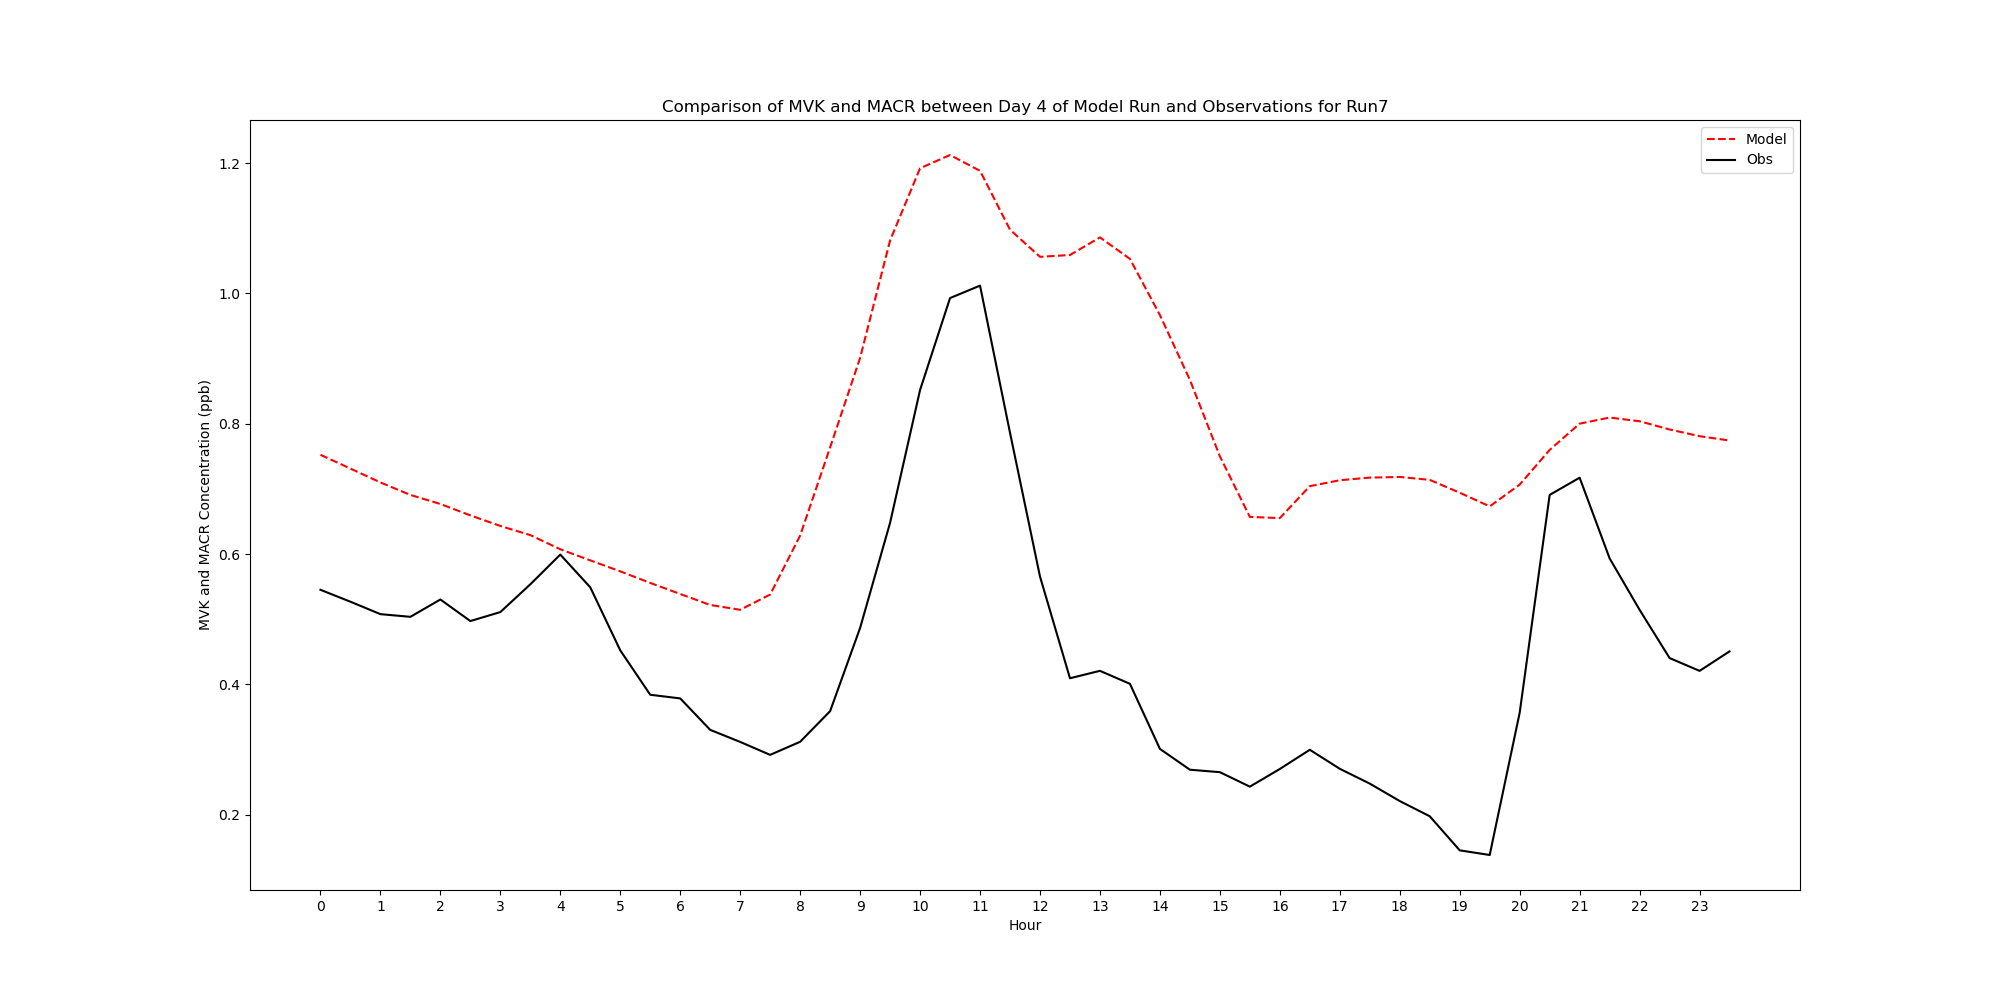 Comparison of MVK and MACR between Day 4 of Model Run and Observations for Run7
Model
Obs
MVK and MACR Concentration (ppb)
1.2
1.0
0.8
0.6
0.4
0.2
0 1 2 3 4 5 6 7 8 9 10 11 12 13 14 15 16 17 18 19 20 21 22 23
Hour